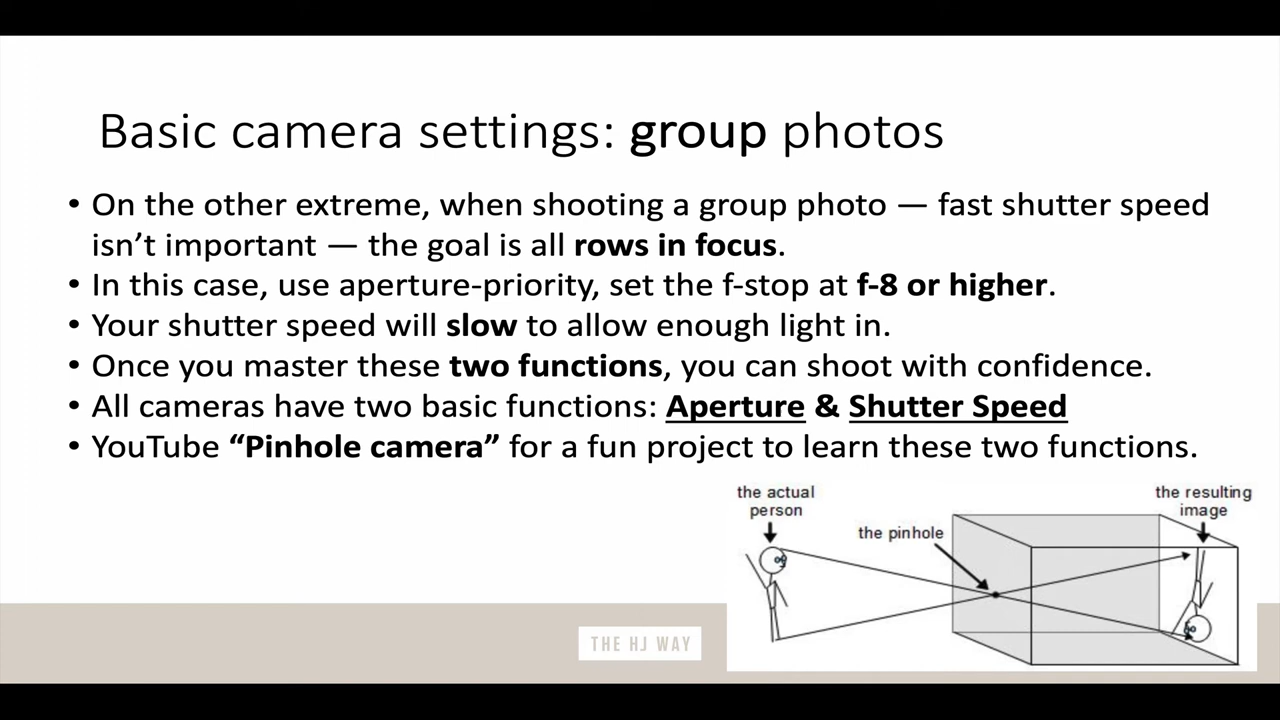 Basic camera settings: group photos
• On the other extreme, when shooting a group photo — fast shutter speed
isn’t important — the goal is all rows in focus.
• In this case, use aperture-priority, set the f-stop at f-8 or higher.
• Your shutter speed will slow to allow enough light in.
• Once you master these two functions, you can shoot with confidence.
• All cameras have two basic functions: Aperture & Shutter Speed
• YouTube “Pinhole camera” for a fun project to learn these two functions.
the actual
person
the pinhole
the resulting
image
THE HJ WAY